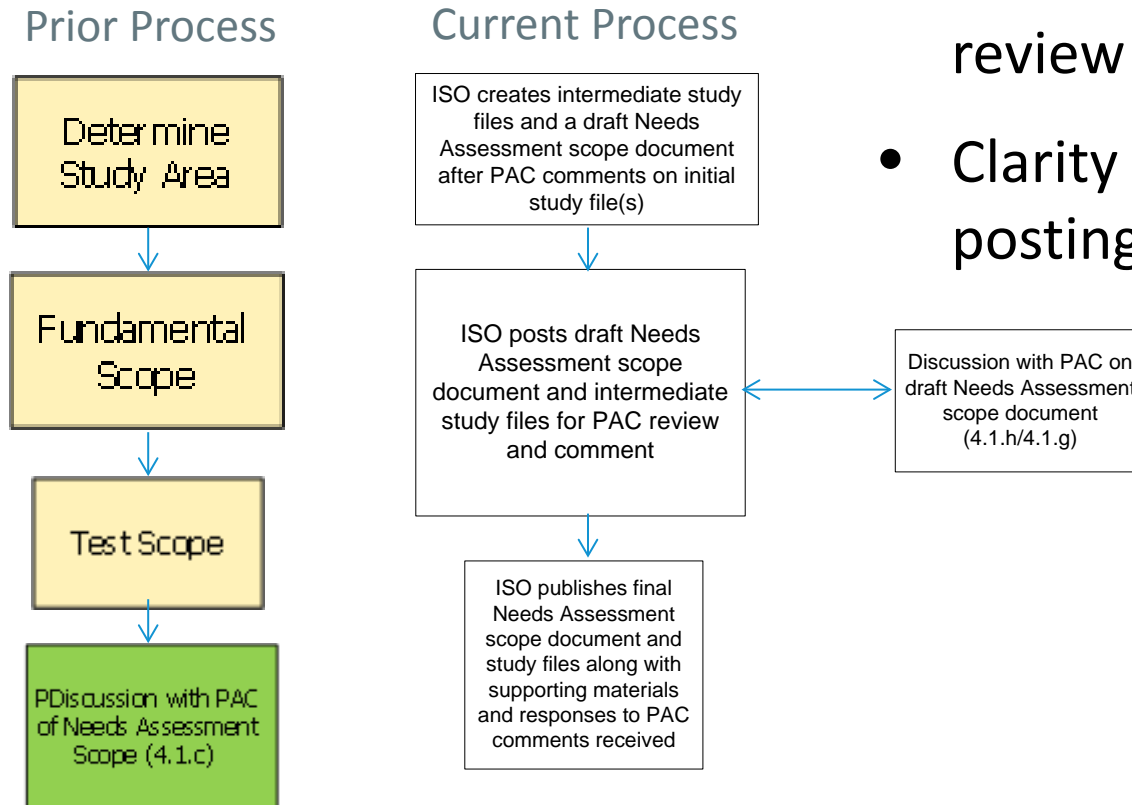 Prior Process
Determine
Study Area
Fundamental
Scope
Test Scope
PDiscussion with PAC
of Needs Assessment
Scope (4.1.c)
Current Process
ISO creates intermediate study
files and a draft Needs
Assessment scope document
after PAC comments on initial
study file(s)
ISO posts draft Needs
Assessment scope
document and intermediate
study files for PAC review
and comment
ISO publishes final
Needs Assessment
scope document and
study files along with
supporting materials
and responses to PAC
comments received
Discussion with PAC on
draft Needs Assessment
scope document
(4.1.h/4.1.g)
review
• Clarity
posting